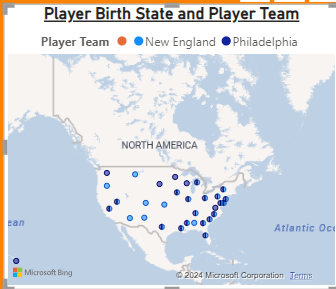 Player Birth State and Player Team
Player Team New England Philadelphia
NORTH AMERICA
Atlantic Oce
ean
Microsoft Bing
© 2024 Microsoft Corporation Terms